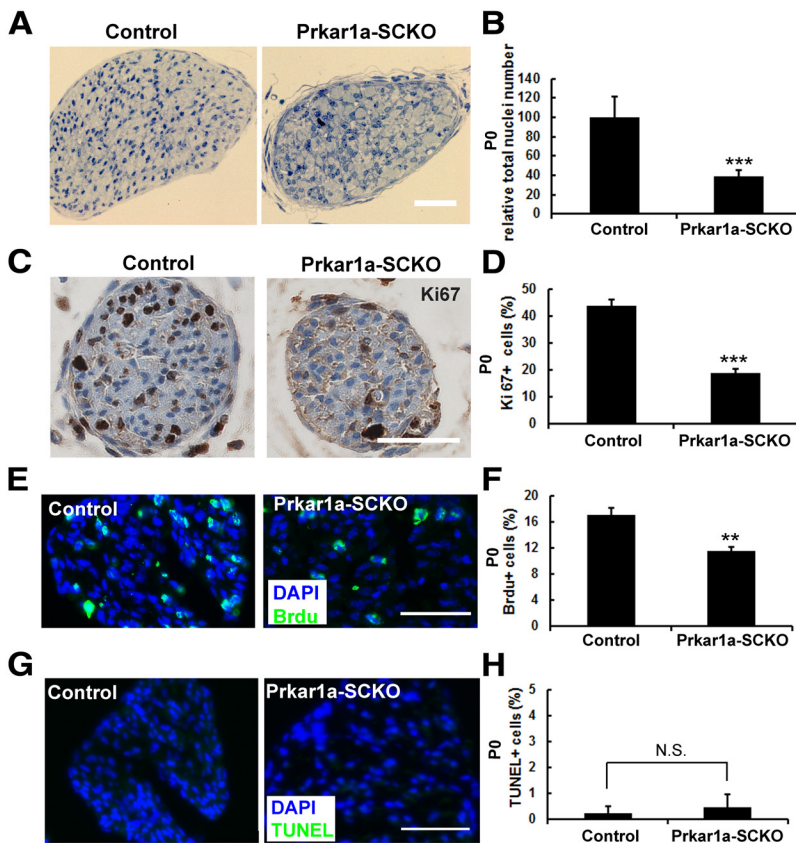 A
Control
Prkar1a-SCKO
B
P0
relative total nuclei number
140
120
100
80
60
40
20
0
***
Control
Prkar1a-SCKO
C
Control
Prkar1a-SCKO
Ki67
D
P0
Ki 67+ cells (%)
50
40
30
20
10
0
***
Control
Prkar1a-SCKO
E
Control
Prkar1a-SCKO
DAPI
Brdu
F
P0
Brdu+ cells (%)
20
16
12
8
4
0
**
Control
Prkar1a-SCKO
G
Control
Prkar1a-SCKO
DAPI
TUNEL
H
P0
TUNEL+ cells (%)
5
4
3
2
1
0
N.S.
Control
Prkar1a-SCKO